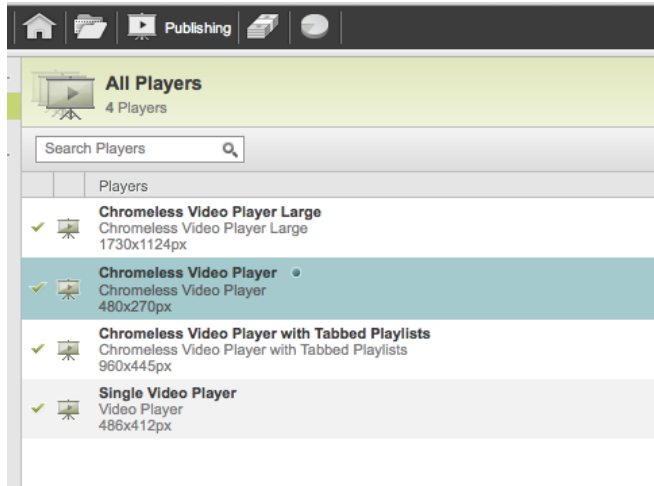 Publishing
All Players
4 Players
Search Players
Players
Chromeless Video Player Large
Chromeless Video Player Large
1730x1124px
Chromeless Video Player
Chromeless Video Player
480x270px
Chromeless Video Player with Tabbed Playlists
Chromeless Video Player with Tabbed Playlists
960x445px
Single Video Player
Video Player
486x412px